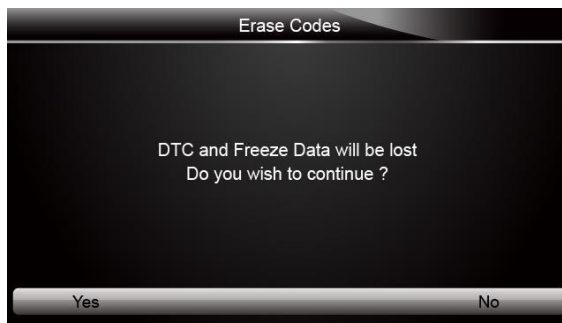 Erase Codes
DTC and Freeze Data will be lost
Do you wish to continue ?
Yes No